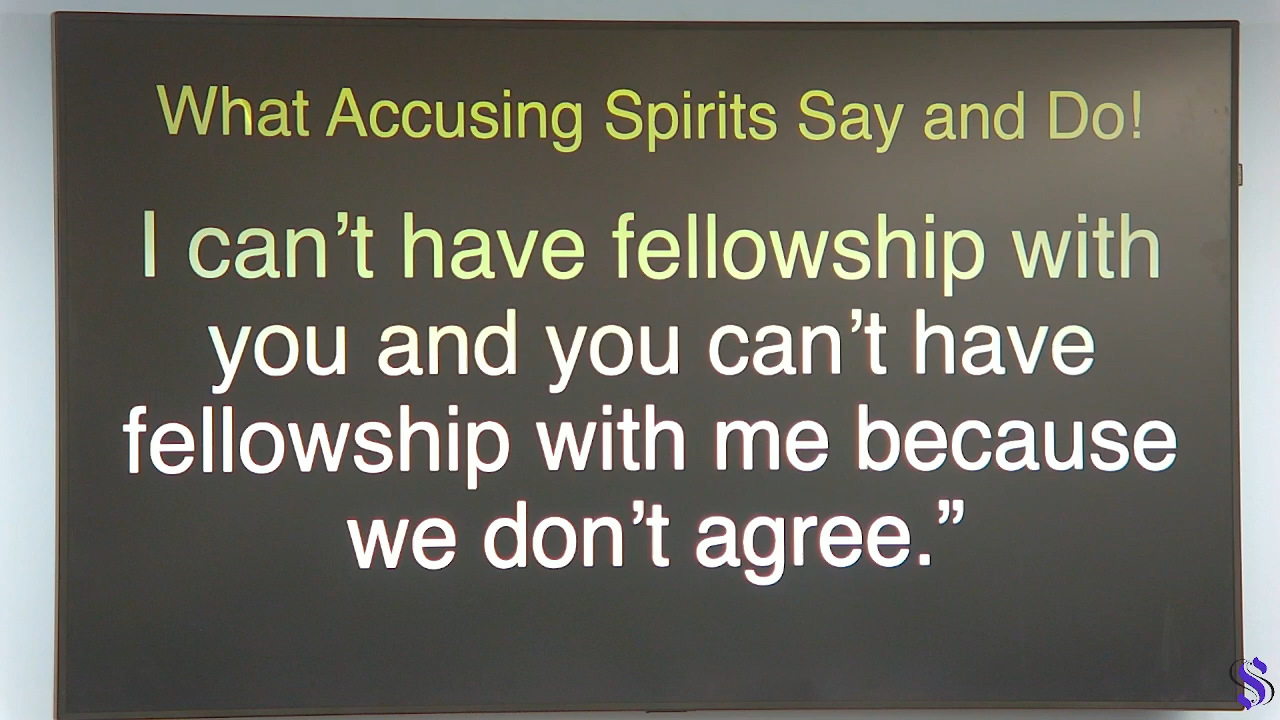 What Accusing Spirits Say and Do!
I can’t have fellowship with
you and you can’t have
fellowship with me because
we don’t agree.”
S